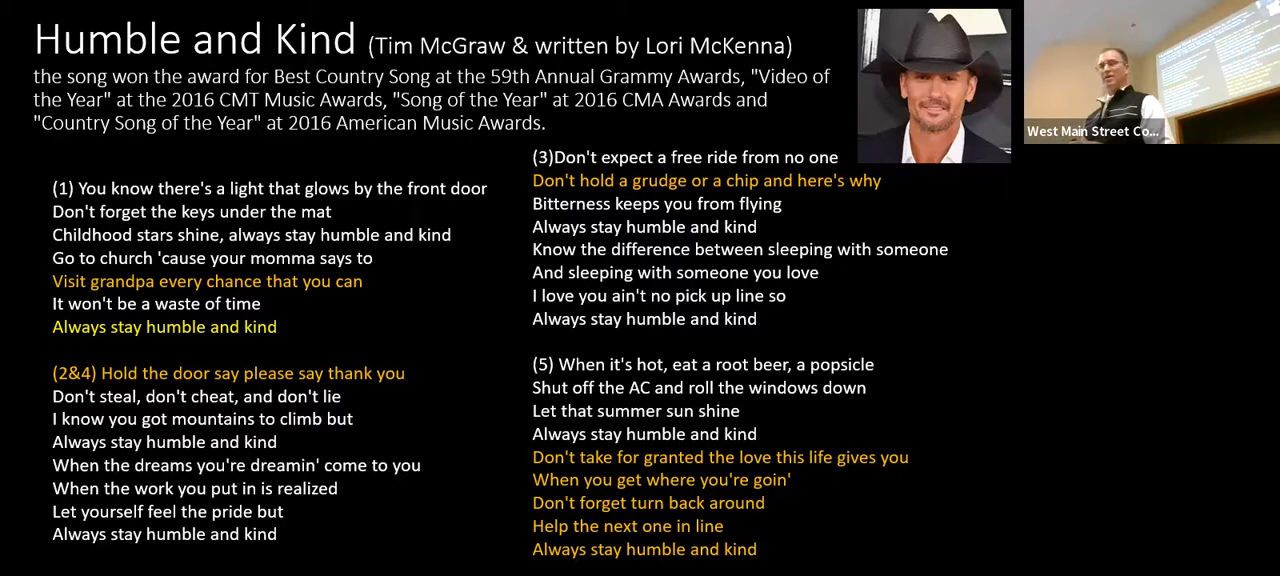 Humble and Kind (Tim McGraw & written by Lori McKenna)
the song won the award for Best Country Song at the 59th Annual Grammy Awards, "Video of
the Year" at the 2016 CMT Music Awards, "Song of the Year" at 2016 CMA Awards and
"Country Song of the Year" at 2016 American Music Awards.
(1) You know there's a light that glows by the front door
Don't forget the keys under the mat
Childhood stars shine, always stay humble and kind
Go to church 'cause your momma says to
Visit grandpa every chance that you can
It won't be a waste of time
Always stay humble and kind
(2&4) Hold the door say please say thank you
Don't steal, don't cheat, and don't lie
I know you got mountains to climb but
Always stay humble and kind
When the dreams you're dreamin' come to you
When the work you put in is realized
Let yourself feel the pride but
Always stay humble and kind
(3)Don't expect a free ride from no one
Don't hold a grudge or a chip and here's why
Bitterness keeps you from flying
Always stay humble and kind
Know the difference between sleeping with someone
And sleeping with someone you love
I love you ain't no pick up line so
Always stay humble and kind
(5) When it's hot, eat a root beer, a popsicle
Shut off the AC and roll the windows down
Let that summer sun shine
Always stay humble and kind
Don't take for granted the love this life gives you
When you get where you're goin'
Don't forget turn back around
Help the next one in line
Always stay humble and kind
West Main Street Co...